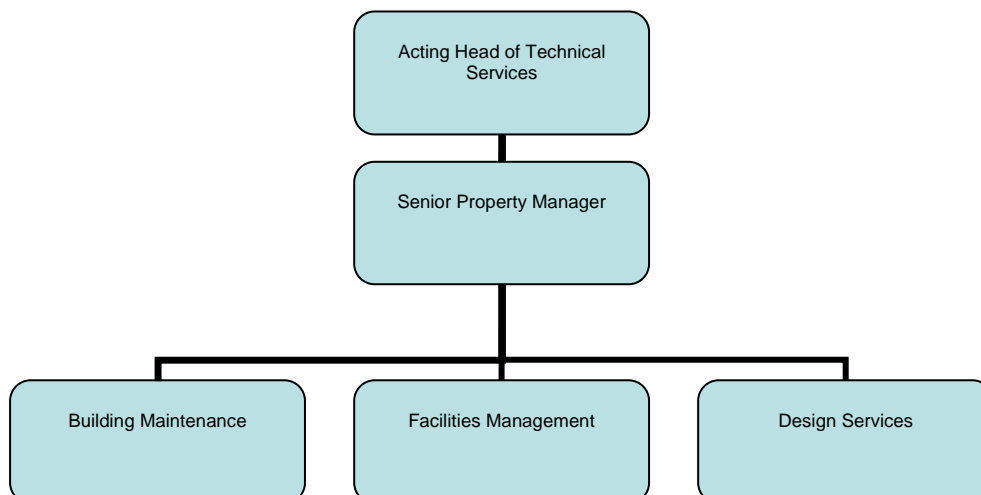 Acting Head of Technical
Services
Senior Property Manager
Building Maintenance
Facilities Management
Design Services